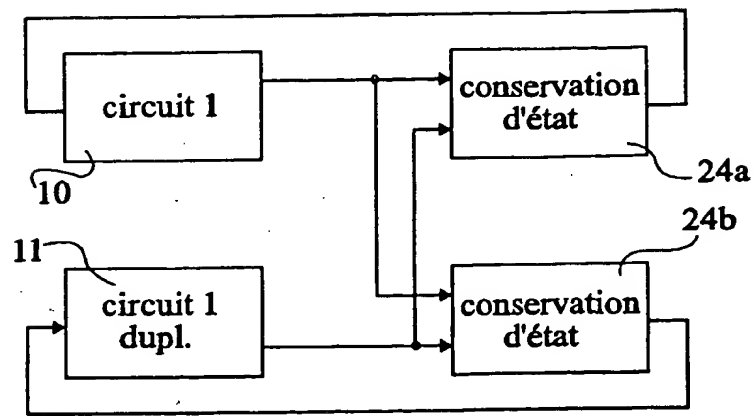 circuit 1
10
conservation
d'état
24a
11
circuit 1
dupl.
24b
conservation
d'état